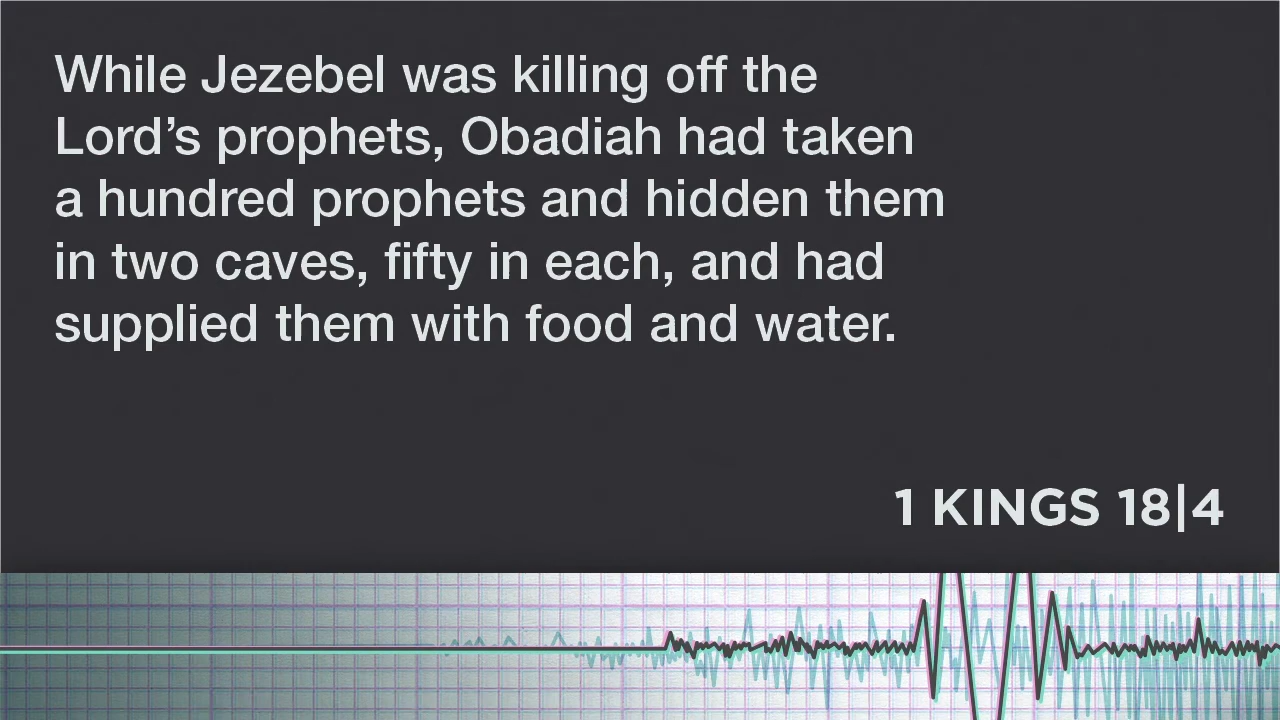 While Jezebel was killing off the
Lord’s prophets, Obadiah had taken
a hundred prophets and hidden them
in two caves, fifty in each, and had
supplied them with food and water.
1 KINGS 18|4